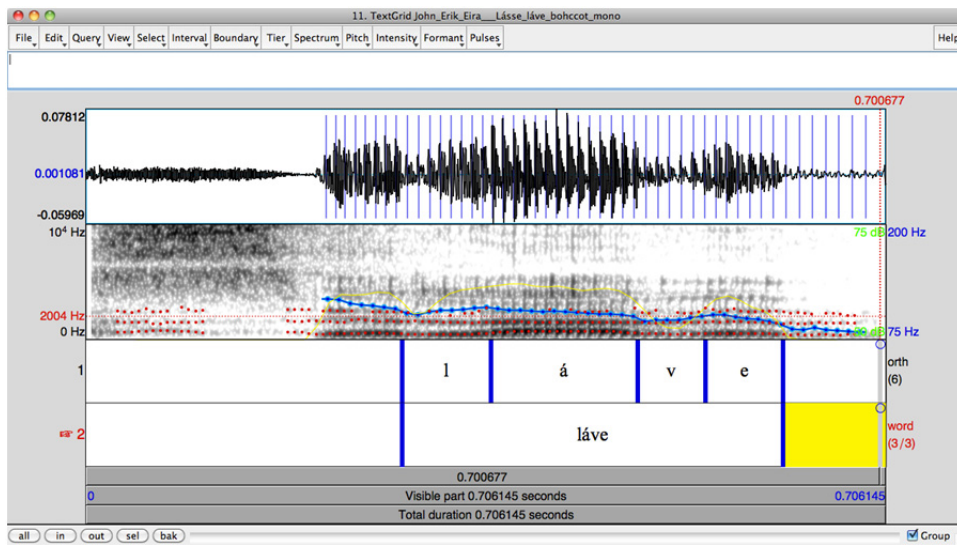 11. TextGrid John_Erik_Eira___Lásse_láve_bohccot_mono
File Edit Query View Select Interval Boundary Tier Spectrum Pitch Intensity Formant Pulses Help
0.700677
0.07812
0.001081
-0.05969
10⁴ Hz 75 dB 200 Hz
2004 Hz
0 Hz 75 Hz
1 l á v e orth
(6)
2 láve word
(3/3)
0.700677
0 Visible part 0.706145 seconds 0.706145
Total duration 0.706145 seconds
all in out sel bak Group